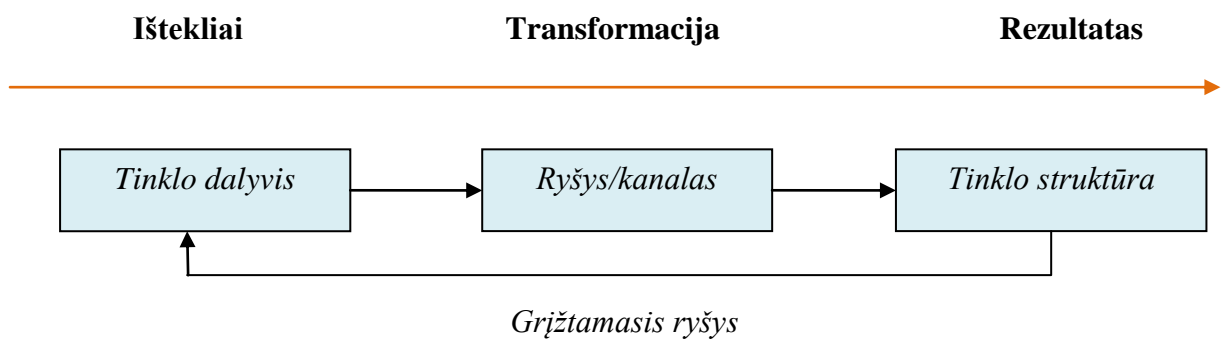 Ištekliai Transformacija Rezultatas
Tinklo dalyvis Ryšys/kanalas Tinklo struktūra
Grįžtamasis ryšys